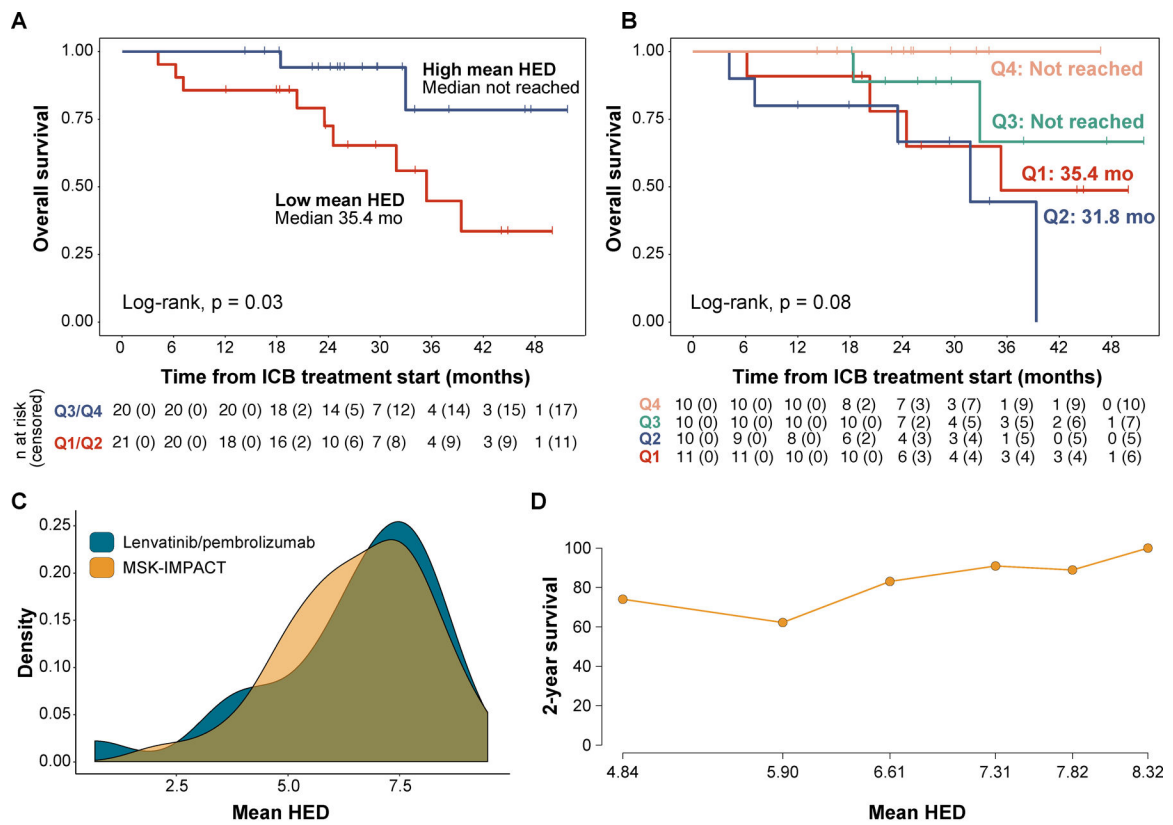 A
1.00
0.75
0.50
0.25
0.00
Overall survival
High mean HED
Median not reached
Low mean HED
Median 35.4 mo
Log-rank, p = 0.03
0 6 12 18 24 30 36 42 48
Time from ICB treatment start (months)
n at risk
(censored)
Q3/Q4 20 (0) 20 (0) 20 (0) 18 (2) 14 (5) 7 (12) 4 (14) 3 (15) 1 (17)
Q1/Q2 21 (0) 20 (0) 18 (0) 16 (2) 10 (6) 7 (8) 4 (9) 3 (9) 1 (11)
B
1.00
0.75
0.50
0.25
0.00
Overall survival
Q4: Not reached
Q3: Not reached
Q1: 35.4 mo
Q2: 31.8 mo
Log-rank, p = 0.08
0 6 12 18 24 30 36 42 48
Time from ICB treatment start (months)
Q4 10 (0) 10 (0) 10 (0) 8 (2) 7 (3) 3 (7) 1 (9) 1 (9) 0 (10)
Q3 10 (0) 10 (0) 10 (0) 10 (0) 7 (2) 4 (5) 3 (5) 2 (6) 1 (7)
Q2 10 (0) 9 (0) 8 (0) 6 (2) 4 (3) 3 (4) 1 (5) 0 (5) 0 (5)
Q1 11 (0) 11 (0) 10 (0) 10 (0) 6 (3) 4 (4) 3 (4) 3 (4) 1 (6)
C
0.25
0.20
0.15
0.10
0.05
0.00
Density
Lenvatinib/pembrolizumab
MSK-IMPACT
2.5 5.0 7.5
Mean HED
D
100
80
60
40
20
0
2-year survival
4.84 5.90 6.61 7.31 7.82 8.32
Mean HED